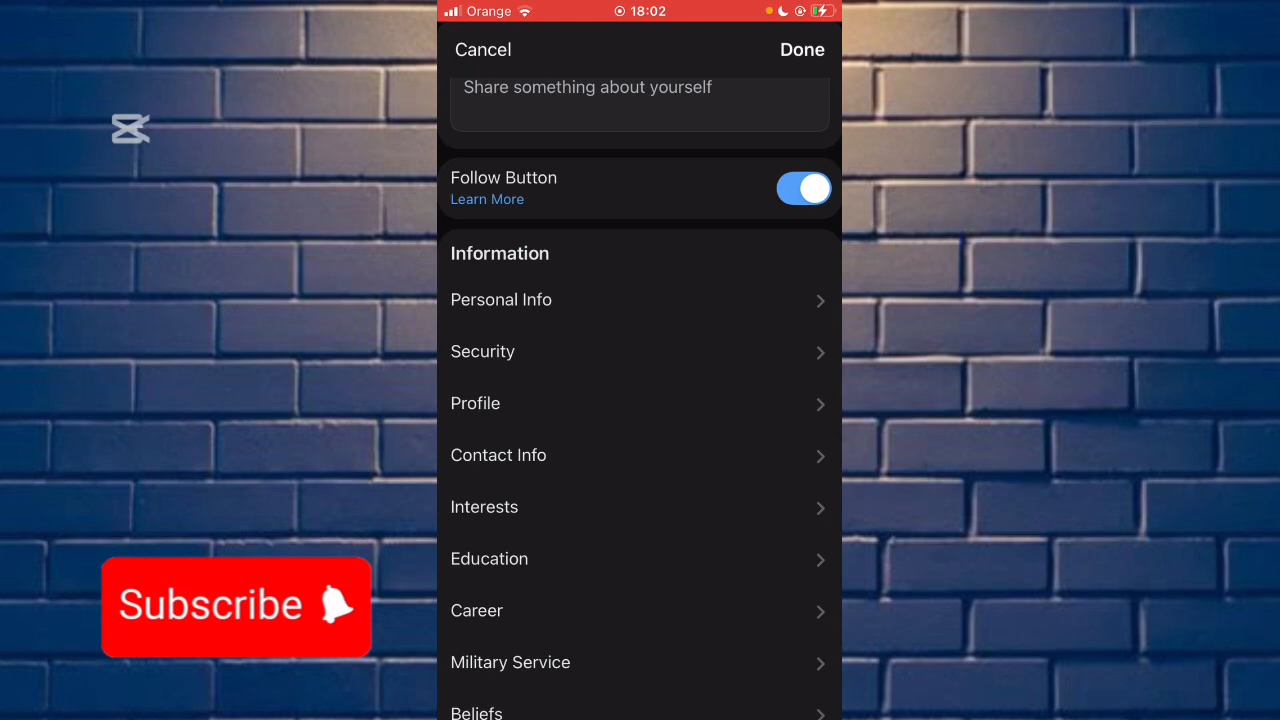 Orange 18:02
Cancel Done
Share something about yourself
Follow Button
Learn More
Information
Personal Info
Security
Profile
Contact Info
Interests
Education
Career
Military Service
Beliefs
Subscribe